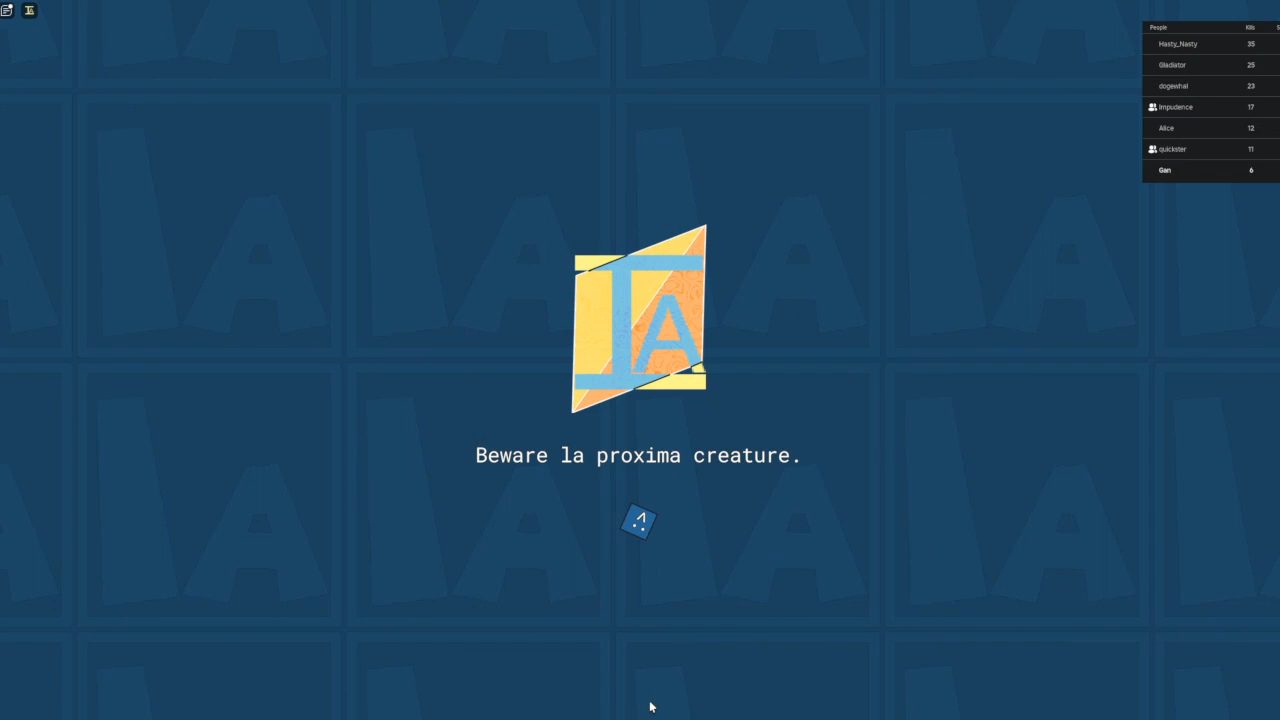 People Kills S
Hasty_Nasty 35
Gladiator 25
dogewhal 23
Impudence 17
Alice 12
quickster 11
Gan 6
IA
Beware la proxima creature.